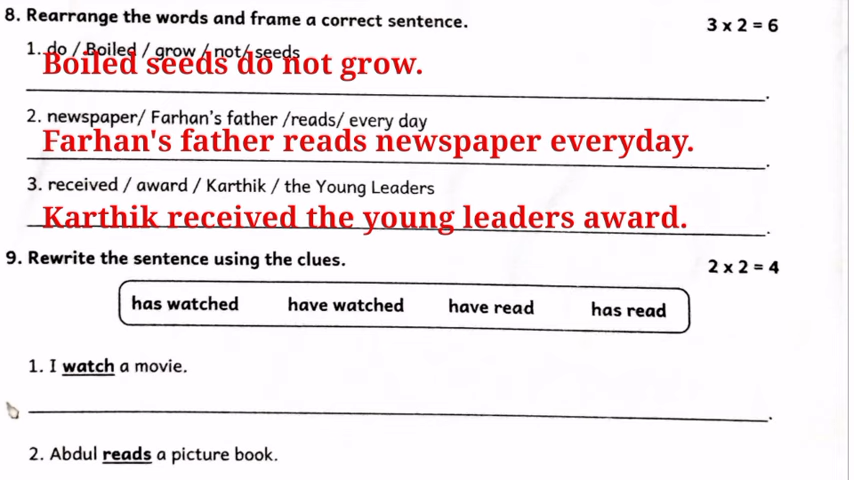 8. Rearrange the words and frame a correct sentence. 3 x 2 = 6
1. do / Boiled / grow / not/ seeds
Boiled seeds do not grow.
2. newspaper/ Farhan's father /reads/ every day
Farhan's father reads newspaper everyday.
3. received / award / Karthik / the Young Leaders
Karthik received the young leaders award.
9. Rewrite the sentence using the clues. 2 x 2 = 4
has watched have watched have read has read
1. I watch a movie.
2. Abdul reads a picture book.